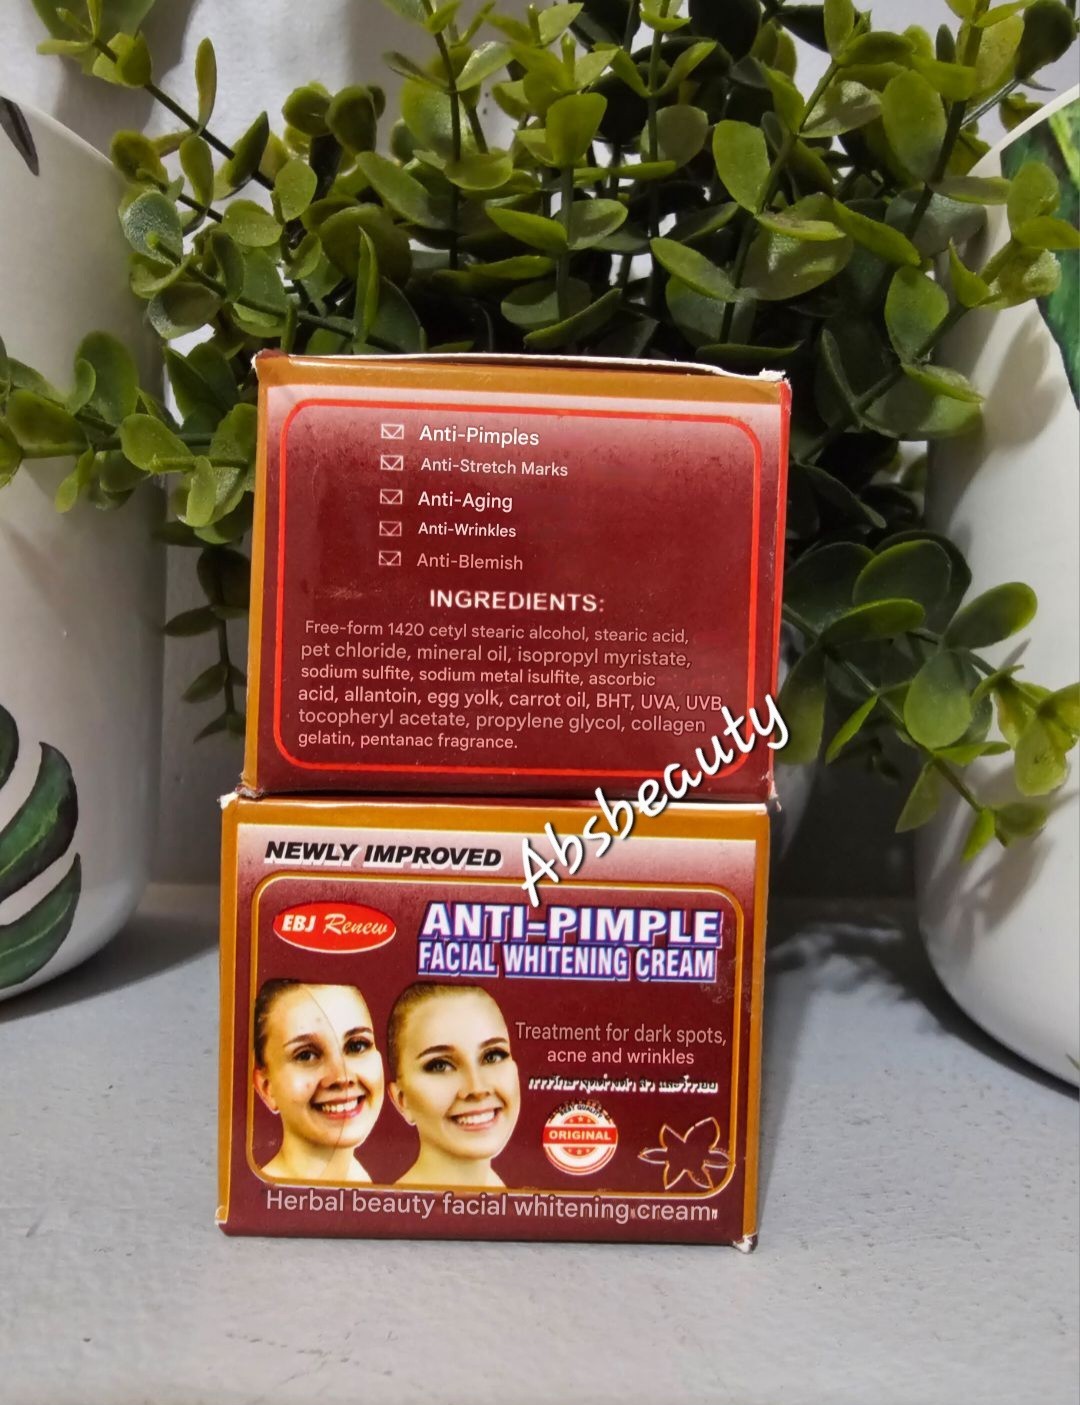 Anti-Pimples
Anti-Stretch Marks
Anti-Aging
Anti-Wrinkles
Anti-Blemish
INGREDIENTS:
Free-form 1420 cetyl stearic alcohol, stearic acid,
pet chloride, mineral oil, isopropyl myristate,
sodium sulfite, sodium metal isulfite, ascorbic
acid, allantoin, egg yolk, carrot oil, BHT, UVA, UVB
tocopheryl acetate, propylene glycol, collagen
gelatin, pentanac fragrance.
Absbeauty
NEWLY IMPROVED
EBJ Renew
ANTI-PIMPLE
FACIAL WHITENING CREAM
Treatment for dark spots,
acne and wrinkles
BEST QUALITY
ORIGINAL
Herbal beauty facial whitening cream